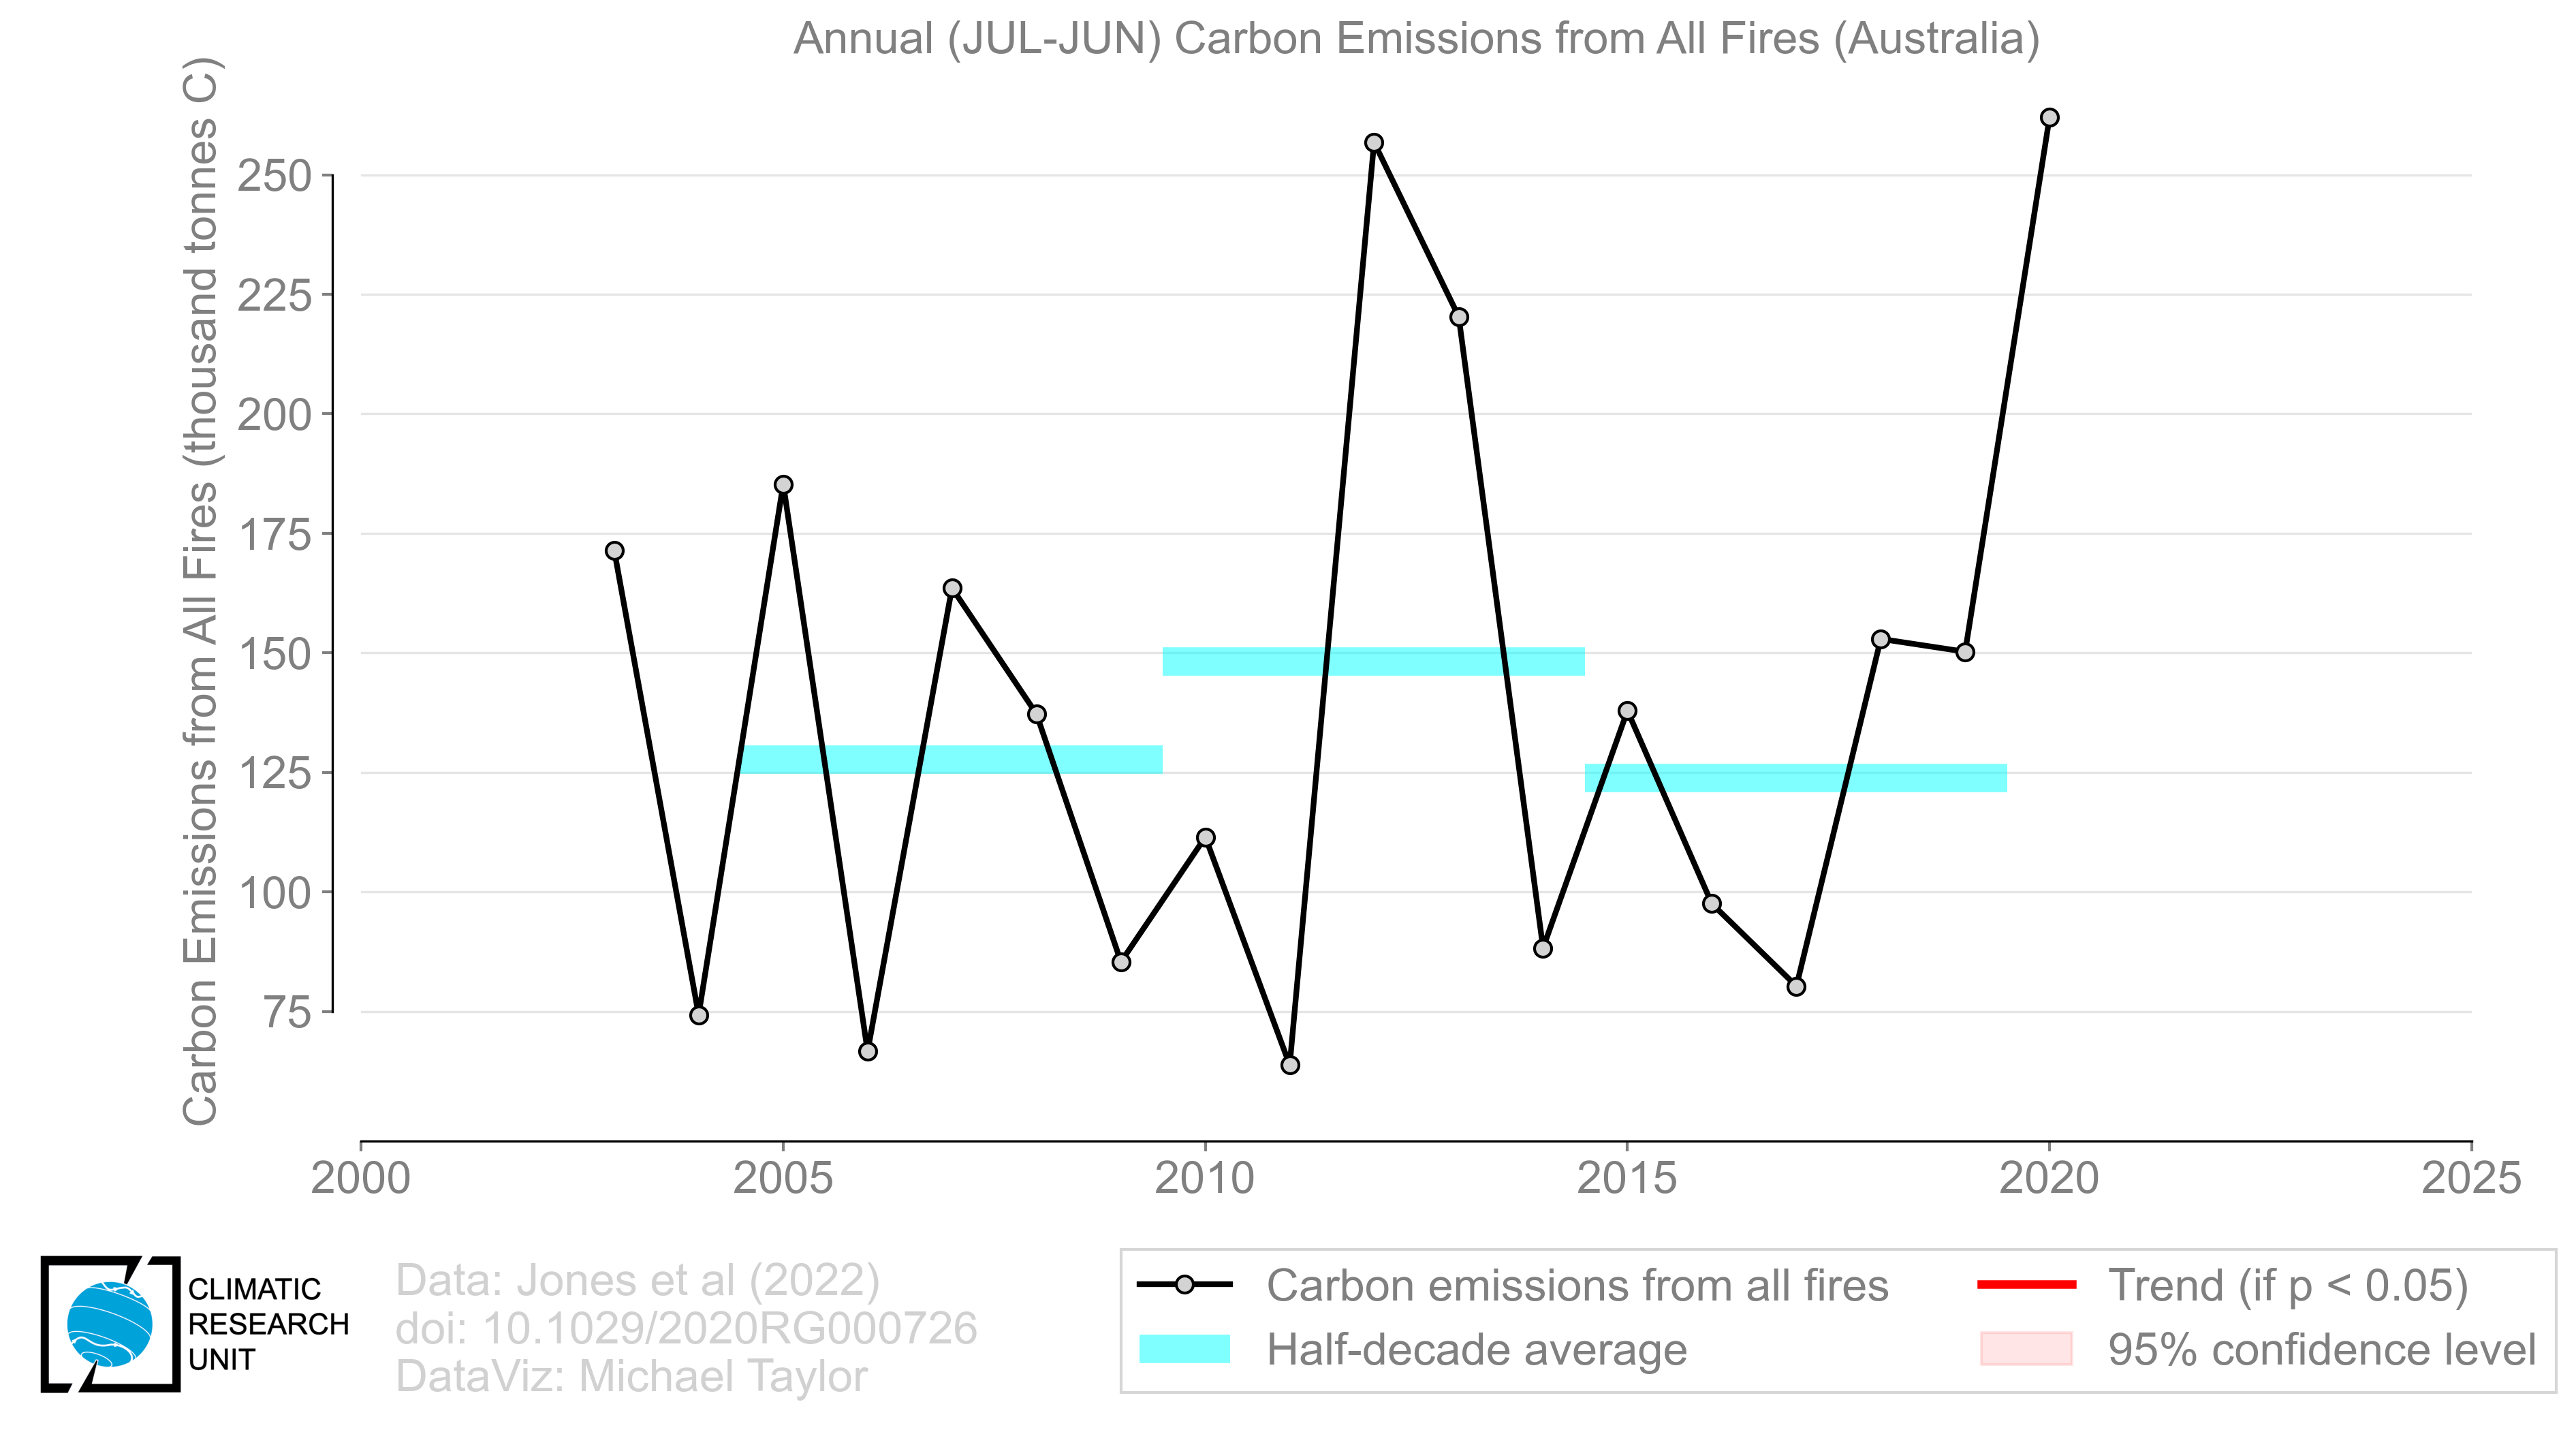 Annual (JUL-JUN) Carbon Emissions from All Fires (Australia)
Carbon Emissions from All Fires (thousand tonnes C)
250
225
200
175
150
125
100
75
2000 2005 2010 2015 2020 2025
CLIMATIC
RESEARCH
UNIT
Data: Jones et al (2022)
doi: 10.1029/2020RG000726
DataViz: Michael Taylor
Carbon emissions from all fires
Half-decade average
Trend (if p < 0.05)
95% confidence level